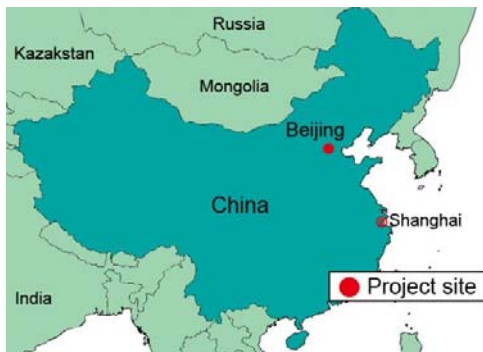 Russia
Kazakstan
Mongolia
Beijing
China
Shanghai
India
Project site